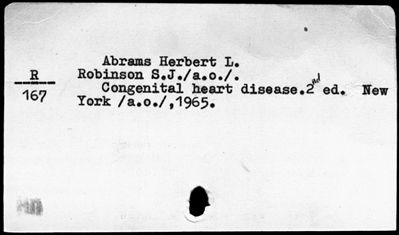 Abrams Herbert L.
R
167
Robinson S.J./a.o./.
Congenital heart disease.2nd ed. New
York /a.o./,1965.